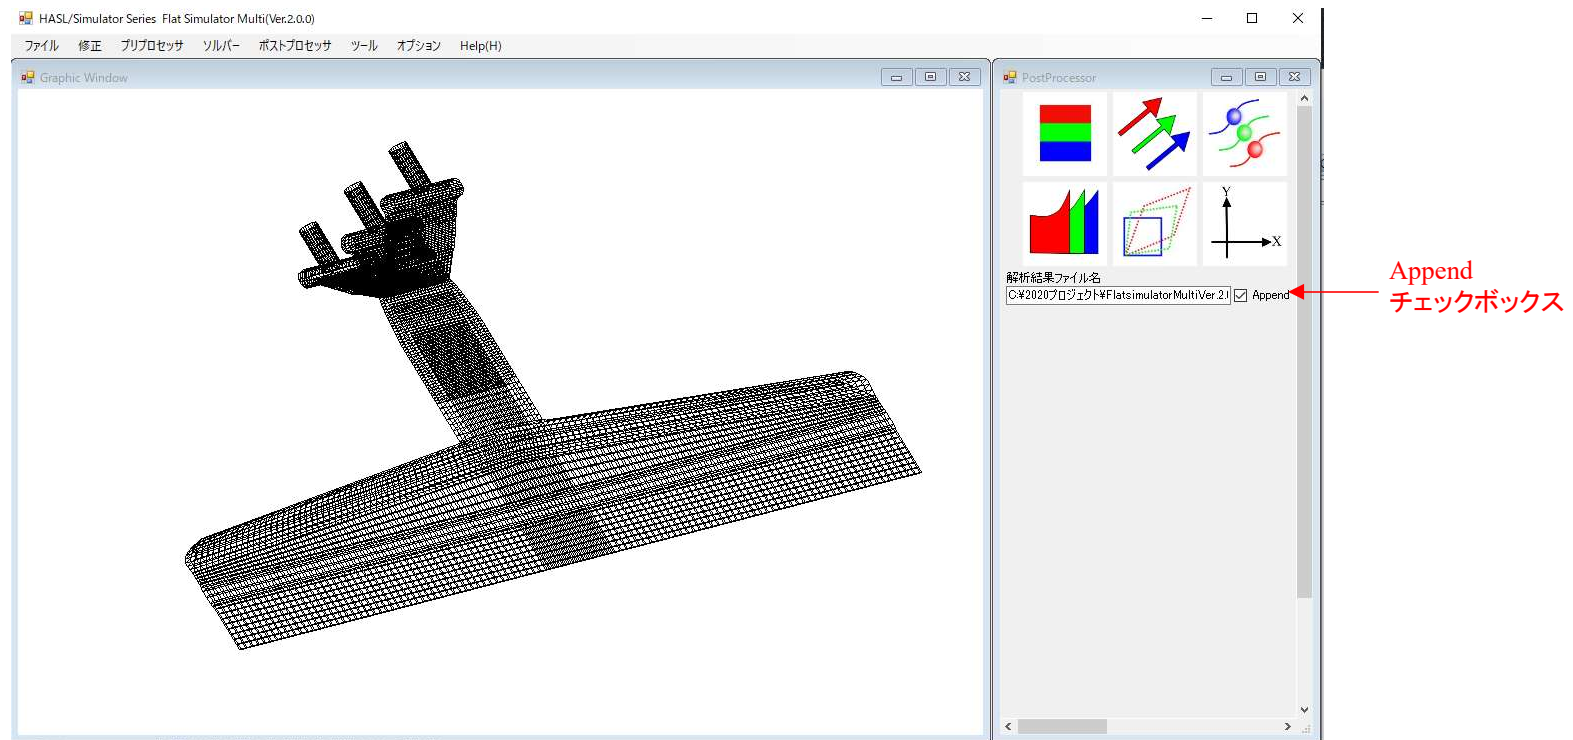 HASL/Simulator Series Flat Simulator Multi(Ver.2.0.0)
ファイル 修正 プリプロセッサ ソルバー ポストプロセッサ ツール オプション Help(H)
Graphic Window
PostProcessor
Y
X
解析結果ファイル名
C:¥2020プロジェクト¥FlatsimulatorMultiVer.2.
Append
Append
チェックボックス